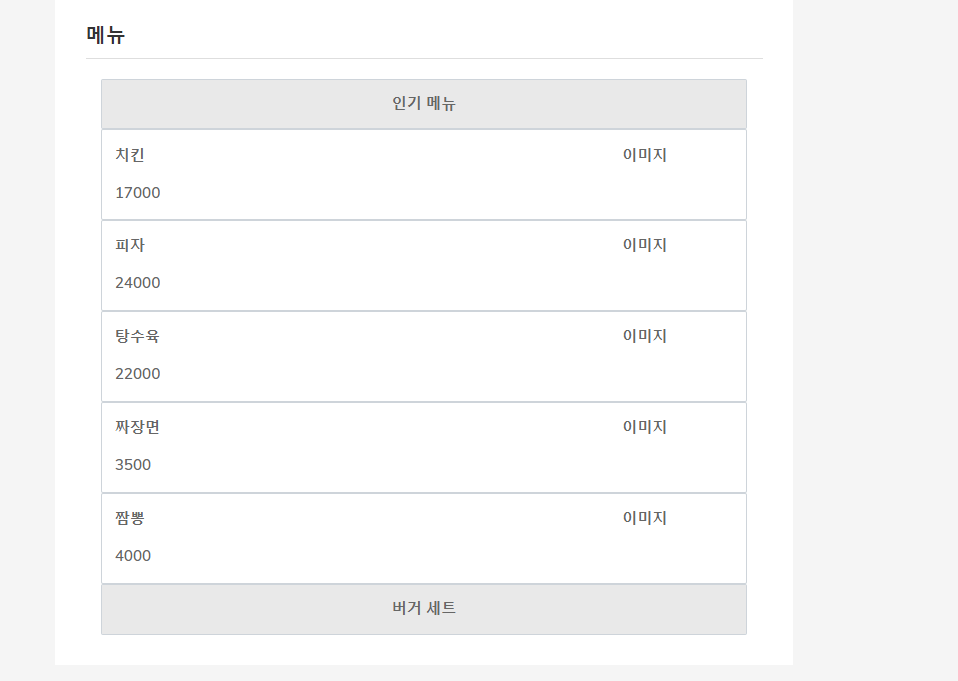 메뉴
인기 메뉴
치킨 이미지
17000
피자 이미지
24000
탕수육 이미지
22000
짜장면 이미지
3500
짬뽕 이미지
4000
버거 세트